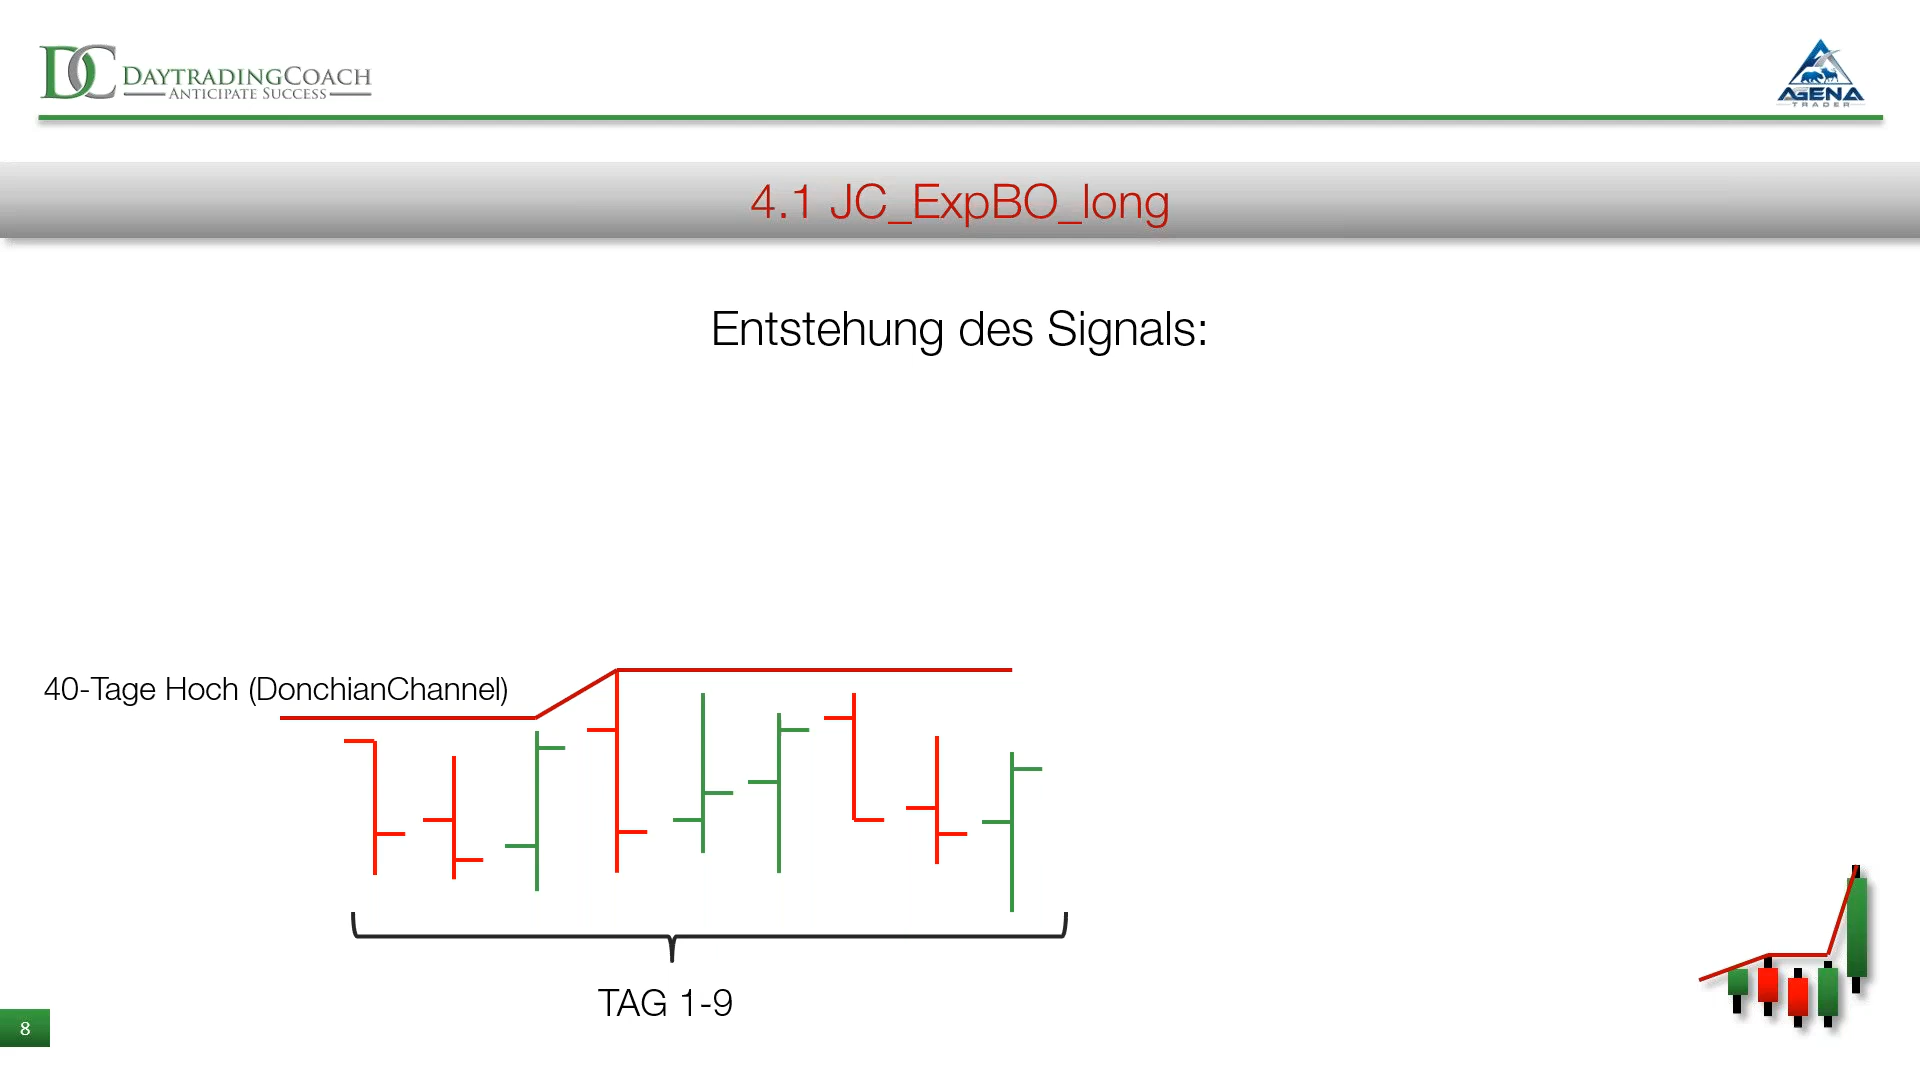 DC DAYTRADINGCOACH
ANTICIPATE SUCCESS
AGENA
TRADER
4.1 JC_ExpBO_long
Entstehung des Signals:
40-Tage Hoch (DonchianChannel)
TAG 1-9
8